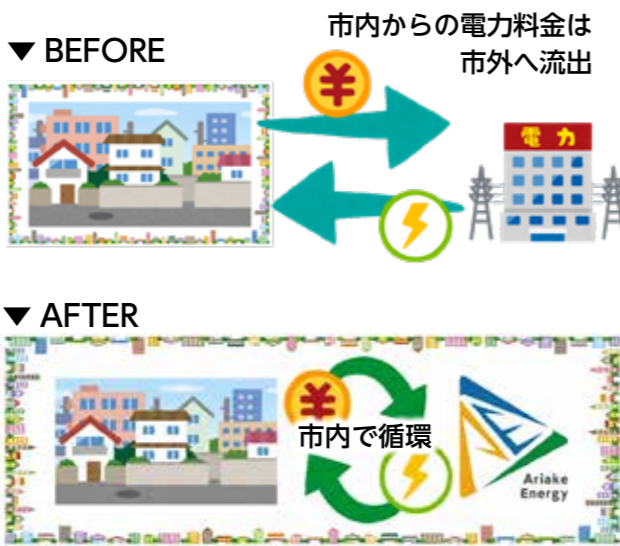 市内からの電力料金は
市外へ流出
▼ BEFORE
¥
電力
▼ AFTER
¥
市内で循環
AE
Ariake
Energy